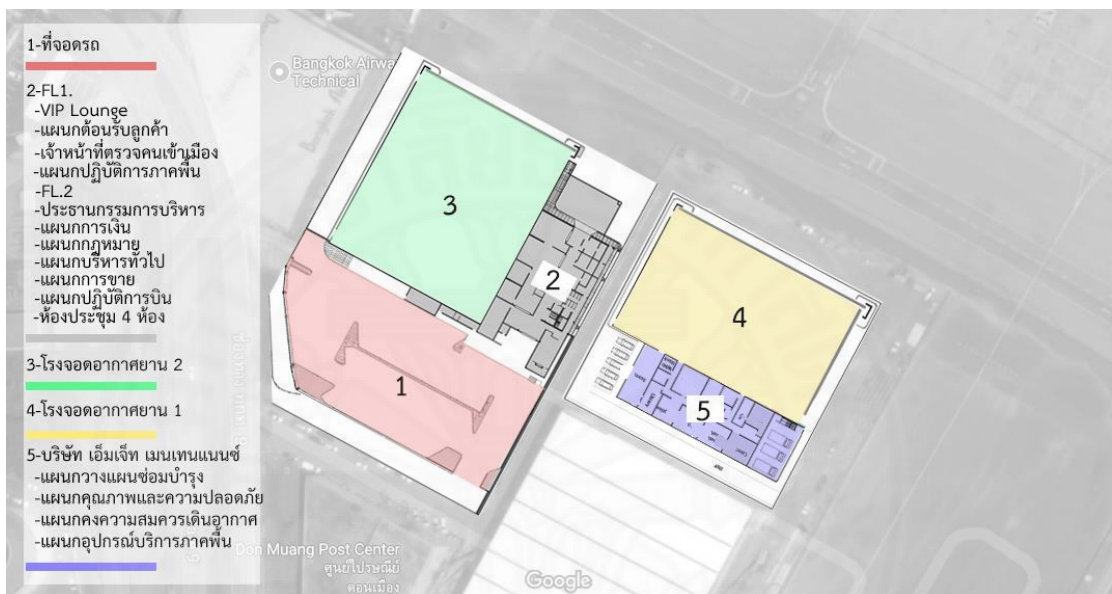 1-ที่จอดรถ
2-FL1.
-VIP Lounge
-แผนกต้อนรับลูกค้า
-เจ้าหน้าที่ตรวจคนเข้าเมือง
-แผนกปฏิบัติการภาคพื้น
-FL.2
-ประธานกรรมการบริหาร
-แผนกการเงิน
-แผนกกฎหมาย
-แผนกบริหารทั่วไป
-แผนกการขาย
-แผนกปฏิบัติการบิน
-ห้องประชุม 4 ห้อง
3-โรงจอดอากาศยาน 2
4-โรงจอดอากาศยาน 1
5-บริษัท เอ็มเจ็ท เมนเทนแนนซ์
-แผนกวางแผนซ่อมบำรุง
-แผนกคุณภาพและความปลอดภัย
-แผนกคงความสมควรเดินอากาศ
-แผนกอุปกรณ์บริการภาคพื้น
Bangkok Airwa
Technical
3
2
4
1
5
Don Muang Post Center
ศูนย์ไปรษณีย์
ดอนเมือง
Google